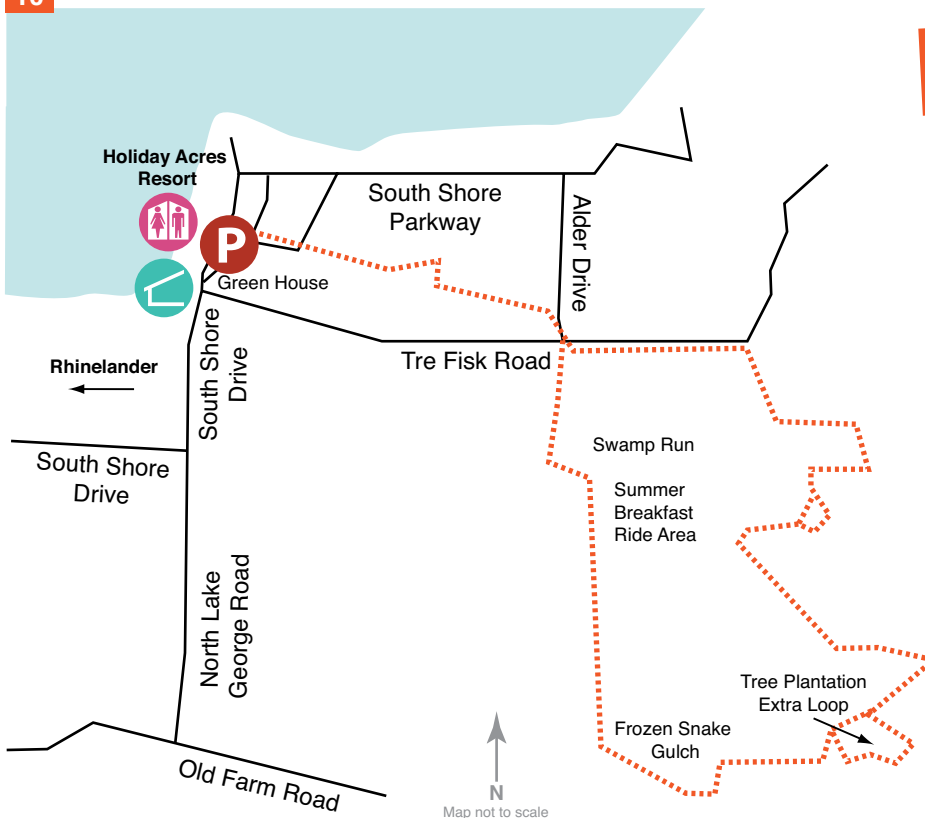 Holiday Acres
Resort
P
Green House
South Shore
Parkway
Alder Drive
Tre Fisk Road
Rhinelander
South Shore
Drive
South Shore
Drive
Swamp Run
Summer
Breakfast
Ride Area
North Lake
George Road
Tree Plantation
Extra Loop
Frozen Snake
Gulch
Old Farm Road
N
Map not to scale